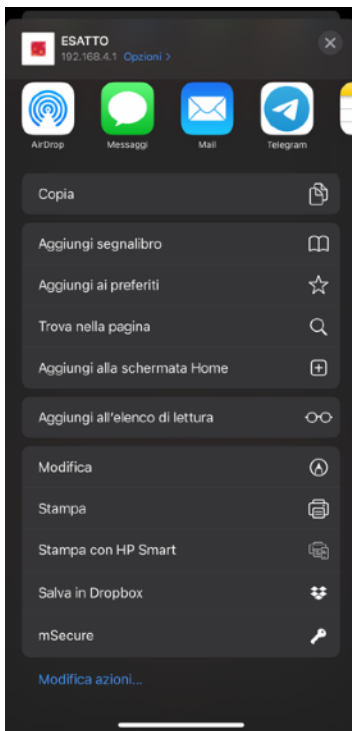 ESATTO
192.168.4.1 Opzioni >
AirDrop
Messaggi
Mail
Telegram
Copia
Aggiungi segnalibro
Aggiungi ai preferiti
Trova nella pagina
Aggiungi alla schermata Home
Aggiungi all'elenco di lettura
Modifica
Stampa
Stampa con HP Smart
Salva in Dropbox
mSecure
Modifica azioni...